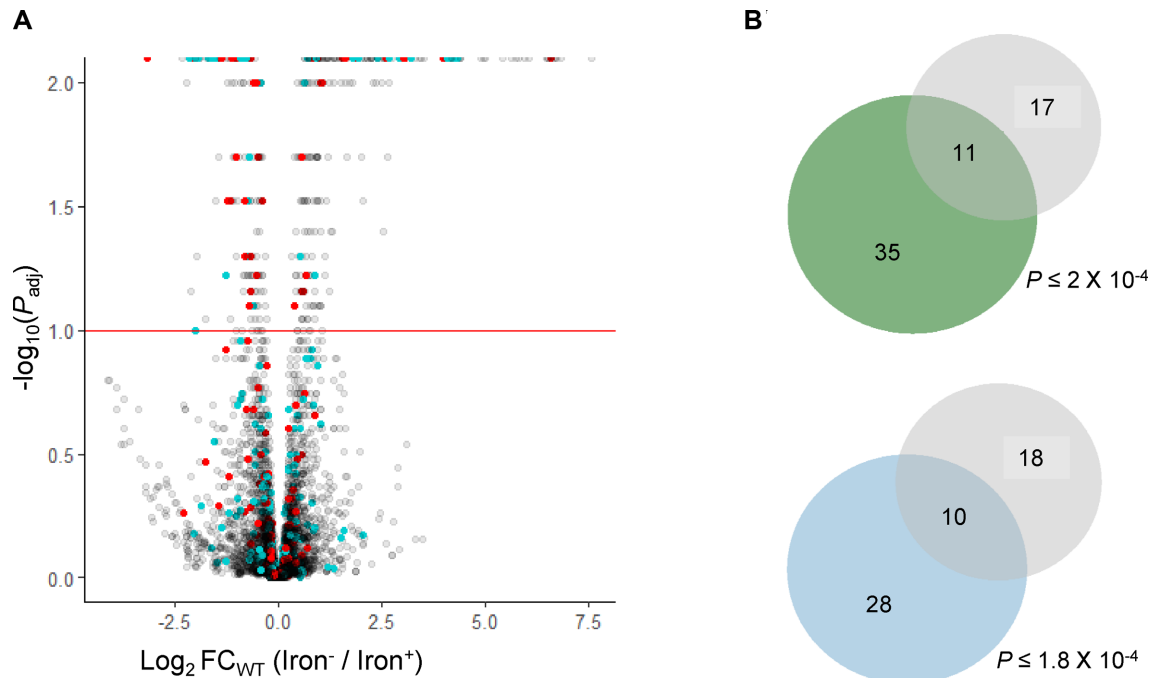 A
B
2.0
1.5
1.0
0.5
0.0
-log10(Padj)
-2.5 0.0 2.5 5.0 7.5
Log2 FCWT (Iron- / Iron+)
17
11
35
P ≤ 2 X 10-4
18
10
28
P ≤ 1.8 X 10-4